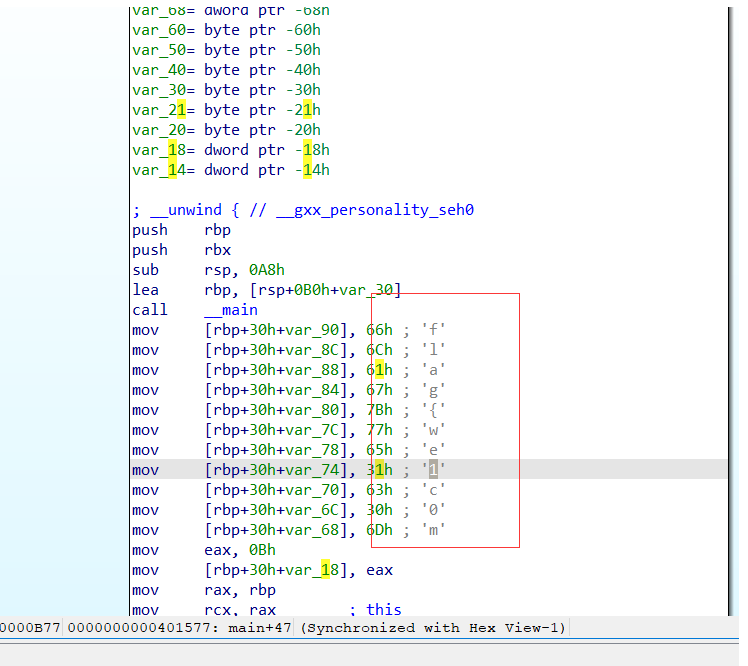 var_68= dword ptr -68h
var_60= byte ptr -60h
var_50= byte ptr -50h
var_40= byte ptr -40h
var_30= byte ptr -30h
var_21= byte ptr -21h
var_20= byte ptr -20h
var_18= dword ptr -18h
var_14= dword ptr -14h
; __unwind { // __gxx_personality_seh0
push rbp
push rbx
sub rsp, 0A8h
lea rbp, [rsp+0B0h+var_30]
call __main
mov [rbp+30h+var_90], 66h ; 'f'
mov [rbp+30h+var_8C], 6Ch ; 'l'
mov [rbp+30h+var_88], 61h ; 'a'
mov [rbp+30h+var_84], 67h ; 'g'
mov [rbp+30h+var_80], 7Bh ; '{'
mov [rbp+30h+var_7C], 77h ; 'w'
mov [rbp+30h+var_78], 65h ; 'e'
mov [rbp+30h+var_74], 31h ; '1'
mov [rbp+30h+var_70], 63h ; 'c'
mov [rbp+30h+var_6C], 30h ; '0'
mov [rbp+30h+var_68], 6Dh ; 'm'
mov eax, 0Bh
mov [rbp+30h+var_18], eax
mov rax, rbp
mov rcx, rax ; this
0000B77 0000000000401577: main+47 (Synchronized with Hex View-1)